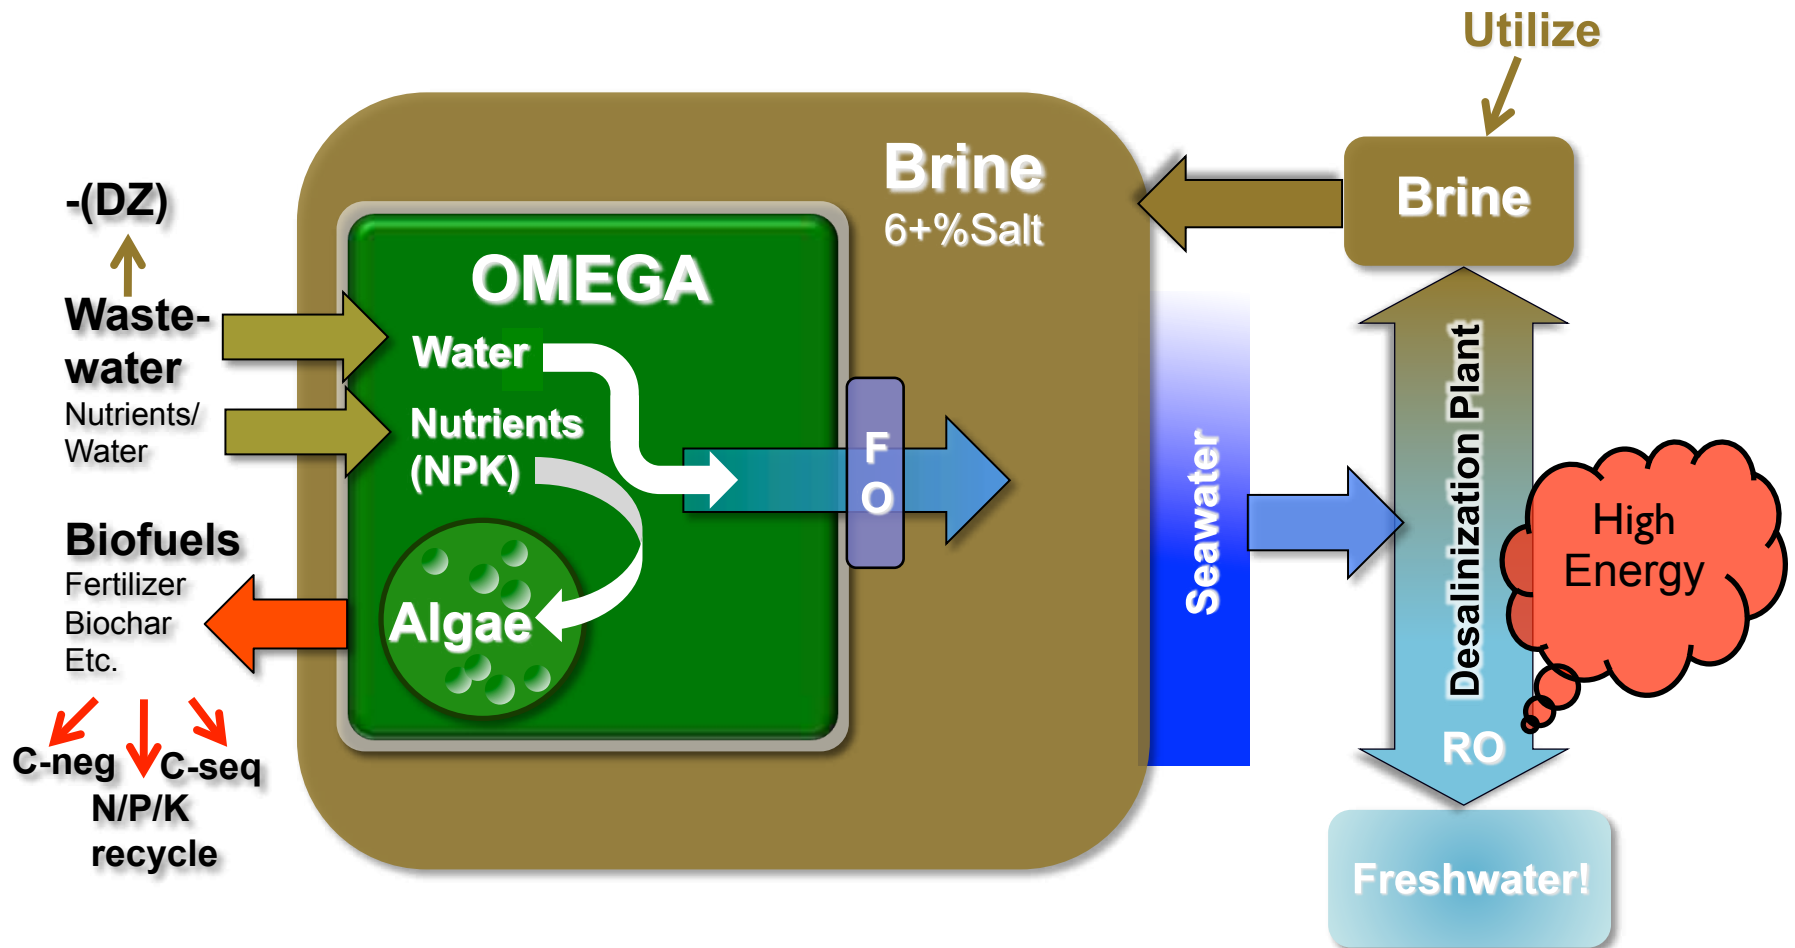 Utilize
Brine
6+%Salt
Brine
-(DZ)
OMEGA
Waste-
water
Nutrients/
Water
Water
Nutrients
(NPK)
F
O
Seawater
Desalinization Plant
High
Energy
Biofuels
Fertilizer
Biochar
Etc.
Algae
RO
C-neg
C-seq
N/P/K
recycle
Freshwater!